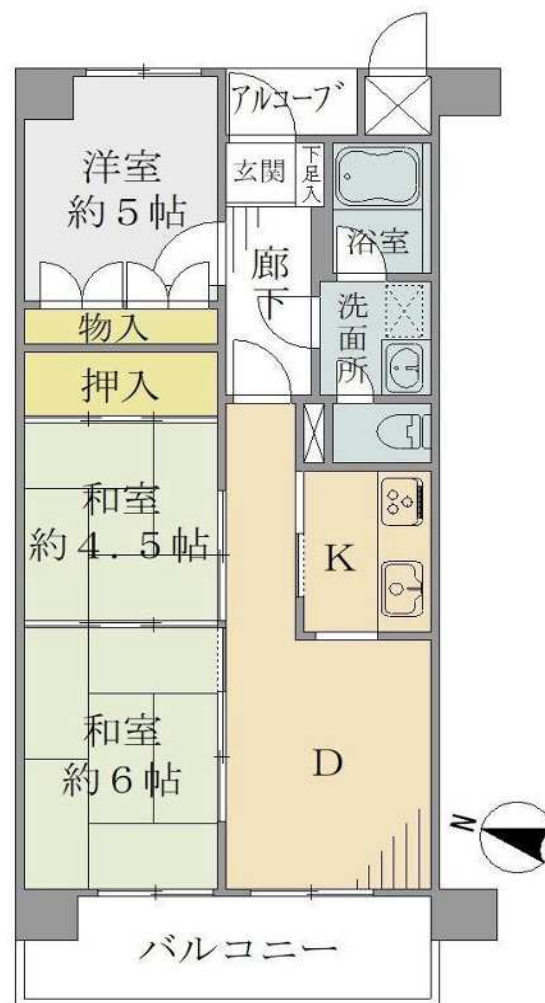 アルコーブ
洋室
約5帖
玄関
下足入
浴室
廊下
洗面所
物入
押入
和室
約4.5帖
K
和室
約6帖
D
N
バルコニー